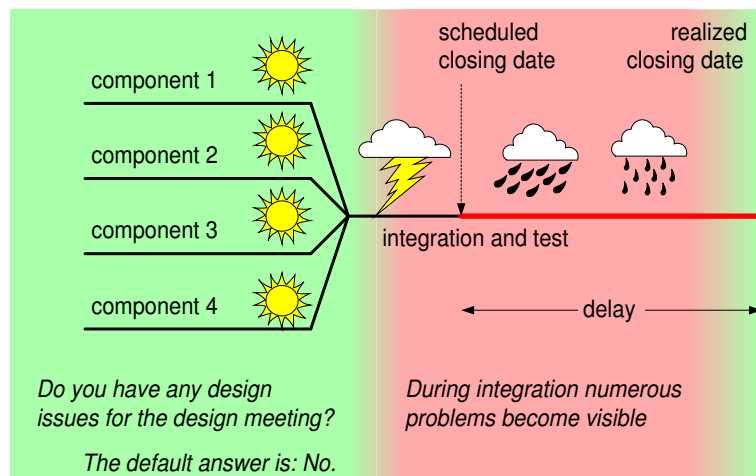 component 1
component 2
component 3
component 4
scheduled
closing date
realized
closing date
integration and test
delay
Do you have any design
issues for the design meeting?
The default answer is: No.
During integration numerous
problems become visible